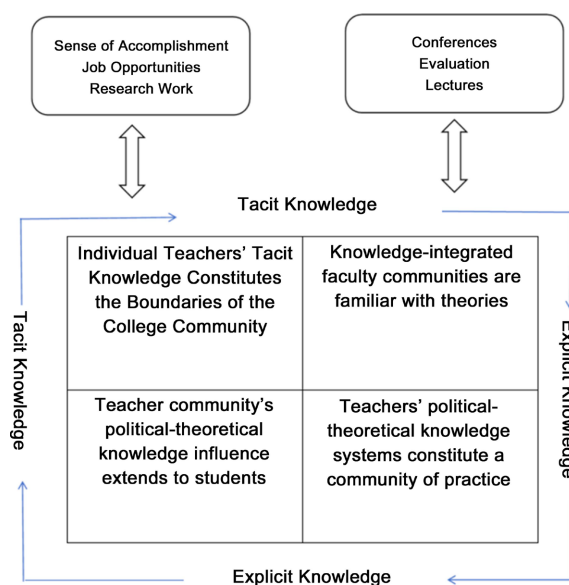 Sense of Accomplishment
Job Opportunities
Research Work
Conferences
Evaluation
Lectures
Tacit Knowledge
Tacit Knowledge
Individual Teachers' Tacit
Knowledge Constitutes
the Boundaries of the
College Community
Knowledge-integrated
faculty communities are
familiar with theories
Explicit Knowledge
Teacher community's
political-theoretical
knowledge influence
extends to students
Teachers' political-
theoretical knowledge
systems constitute a
community of practice
Explicit Knowledge